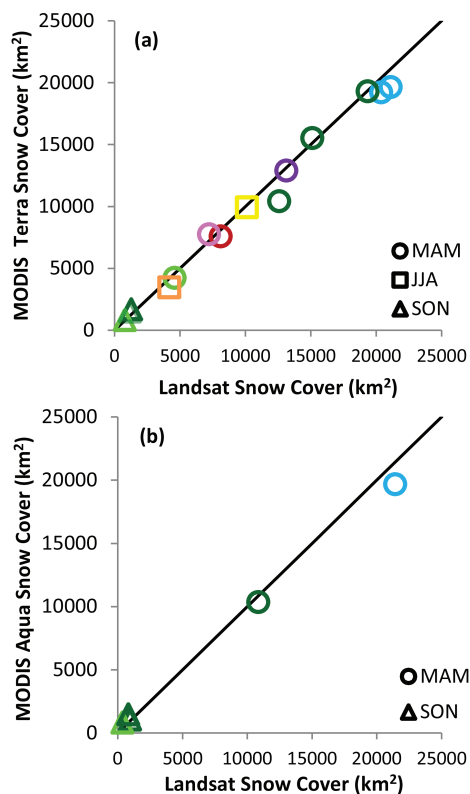 25000
(a)
20000
15000
10000
5000
0
MODIS Terra Snow Cover (km²)
MAM
JJA
SON
0 5000 10000 15000 20000 25000
Landsat Snow Cover (km²)
25000
(b)
20000
15000
10000
5000
0
MODIS Aqua Snow Cover (km²)
MAM
SON
0 5000 10000 15000 20000 25000
Landsat Snow Cover (km²)